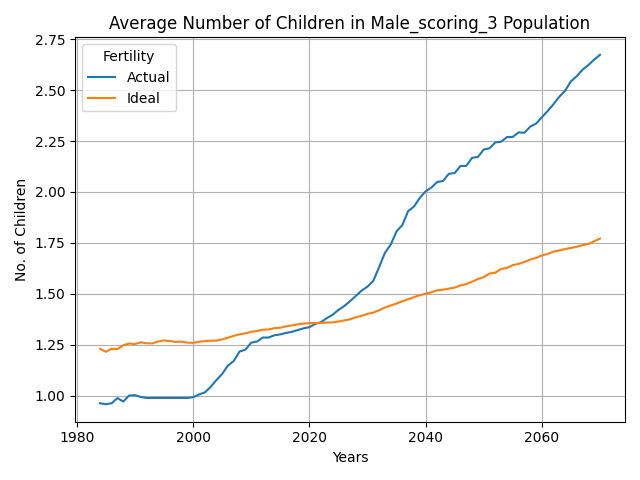 Average Number of Children in Male_scoring_3 Population
2.75
2.50
2.25
2.00
1.75
1.50
1.25
1.00
No. of Children
Fertility
Actual
Ideal
1980
2000
2020
2040
2060
Years